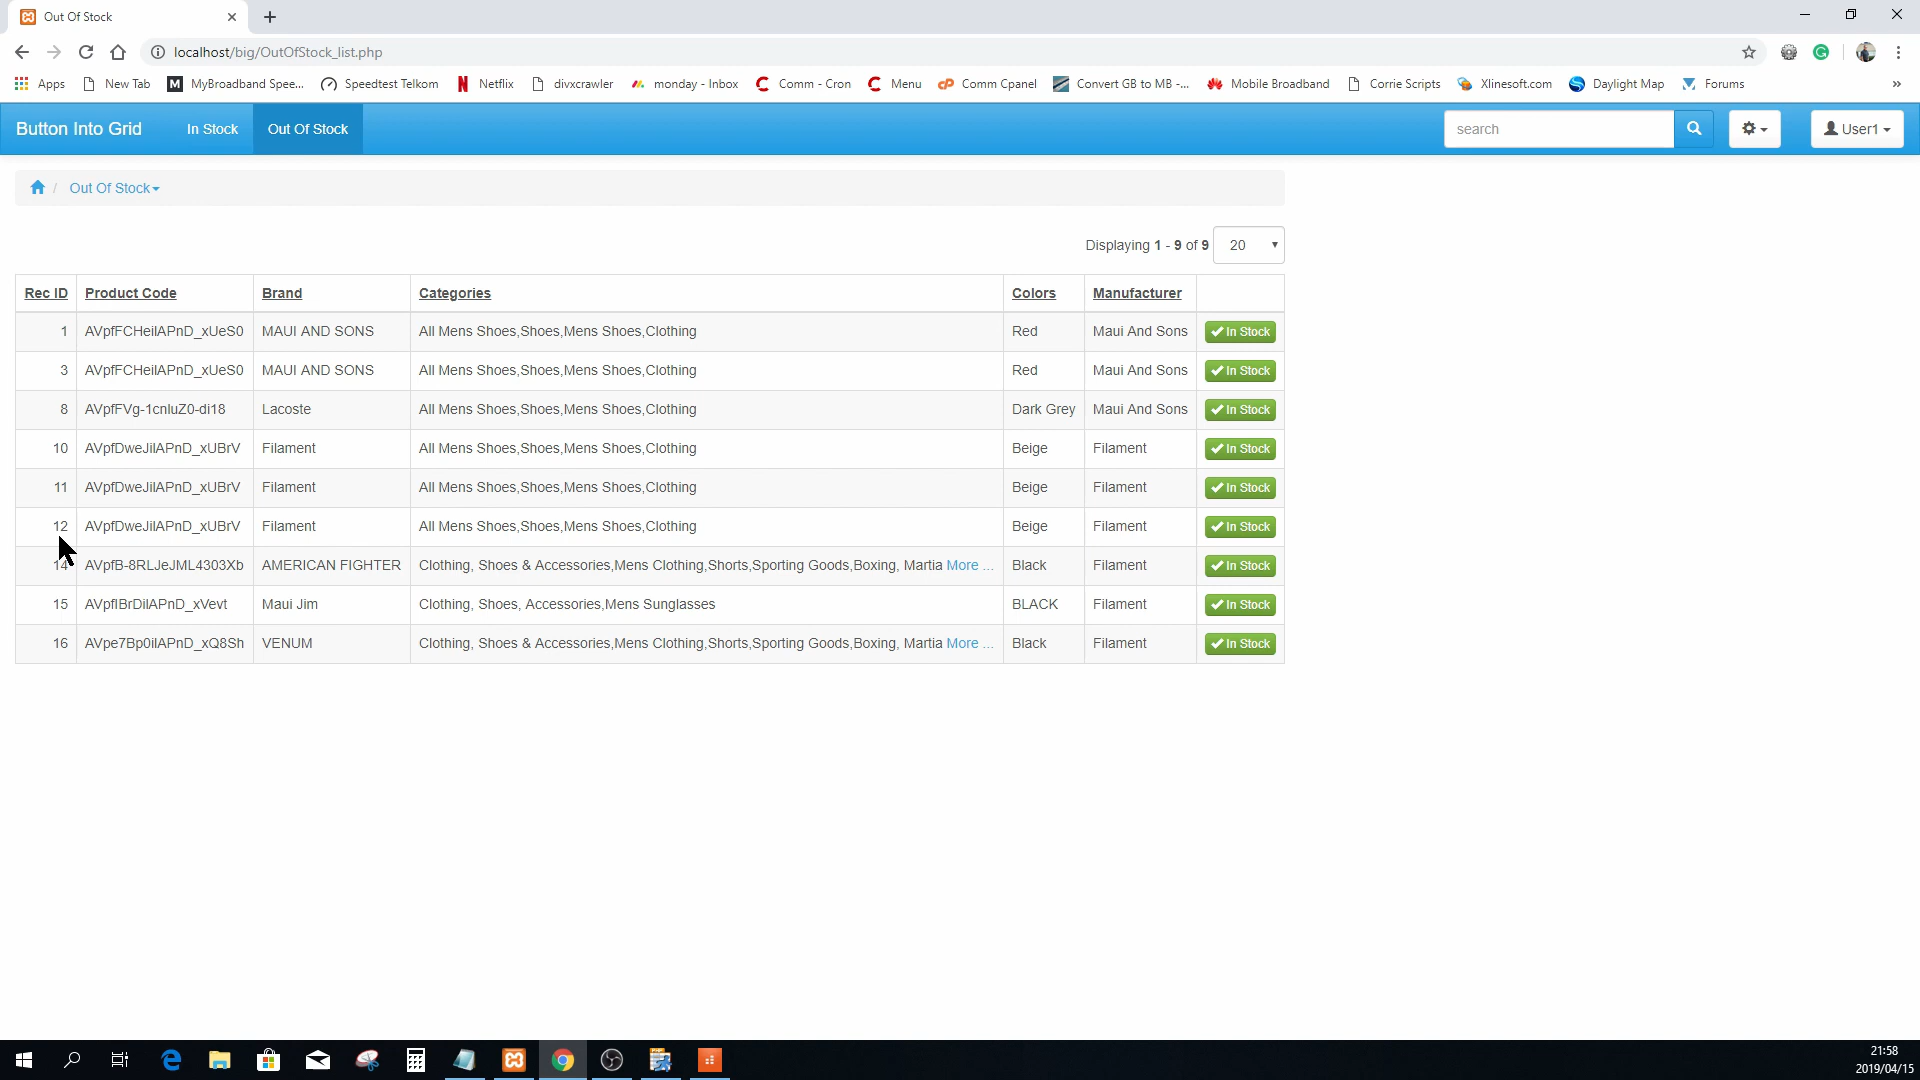 Out Of Stock
localhost/big/OutOfStock_list.php
Apps New Tab MyBroadband Spee... Speedtest Telkom Netflix divxcrawler monday - Inbox Comm - Cron Menu Comm Cpanel Convert GB to MB -... Mobile Broadband Corrie Scripts Xlinesoft.com Daylight Map Forums »
Button Into Grid In Stock Out Of Stock search User1
/ Out Of Stock
Displaying 1 - 9 of 9 20
Rec ID Product Code Brand Categories Colors Manufacturer
1 AVpfFCHeilAPnD_xUeS0 MAUI AND SONS All Mens Shoes,Shoes,Mens Shoes,Clothing Red Maui And Sons In Stock
3 AVpfFCHeilAPnD_xUeS0 MAUI AND SONS All Mens Shoes,Shoes,Mens Shoes,Clothing Red Maui And Sons In Stock
8 AVpfFVg-1cnluZ0-di18 Lacoste All Mens Shoes,Shoes,Mens Shoes,Clothing Dark Grey Maui And Sons In Stock
10 AVpfDweJilAPnD_xUBrV Filament All Mens Shoes,Shoes,Mens Shoes,Clothing Beige Filament In Stock
11 AVpfDweJilAPnD_xUBrV Filament All Mens Shoes,Shoes,Mens Shoes,Clothing Beige Filament In Stock
12 AVpfDweJilAPnD_xUBrV Filament All Mens Shoes,Shoes,Mens Shoes,Clothing Beige Filament In Stock
14 AVpfB-8RLJeJML4303Xb AMERICAN FIGHTER Clothing, Shoes & Accessories,Mens Clothing,Shorts,Sporting Goods,Boxing, Martia More ... Black Filament In Stock
15 AVpflBrDilAPnD_xVevt Maui Jim Clothing, Shoes, Accessories,Mens Sunglasses BLACK Filament In Stock
16 AVpe7Bp0ilAPnD_xQ8Sh VENUM Clothing, Shoes & Accessories,Mens Clothing,Shorts,Sporting Goods,Boxing, Martia More ... Black Filament In Stock
21:58
2019/04/15